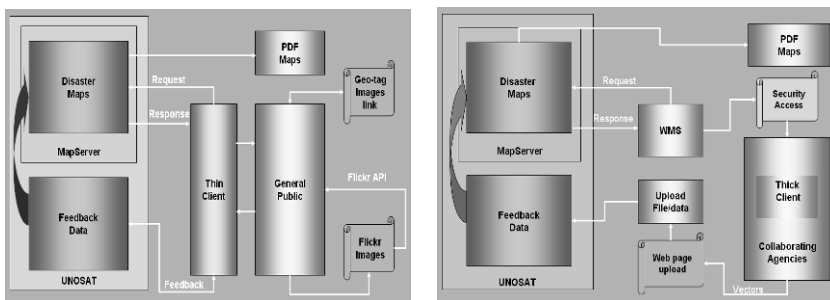 Disaster
Maps
MapServer
Feedback
Data
UNOSAT
Request
Response
Feedback
Thin
Client
General
Public
PDF
Maps
Geo-tag
Images
link
Flickr API
Flickr
Images
Disaster
Maps
MapServer
Feedback
Data
UNOSAT
Request
Response
WMS
Upload
File/data
Web page
upload
PDF
Maps
Security
Access
Thick
Client
Collaborating
Agencies
Vectors